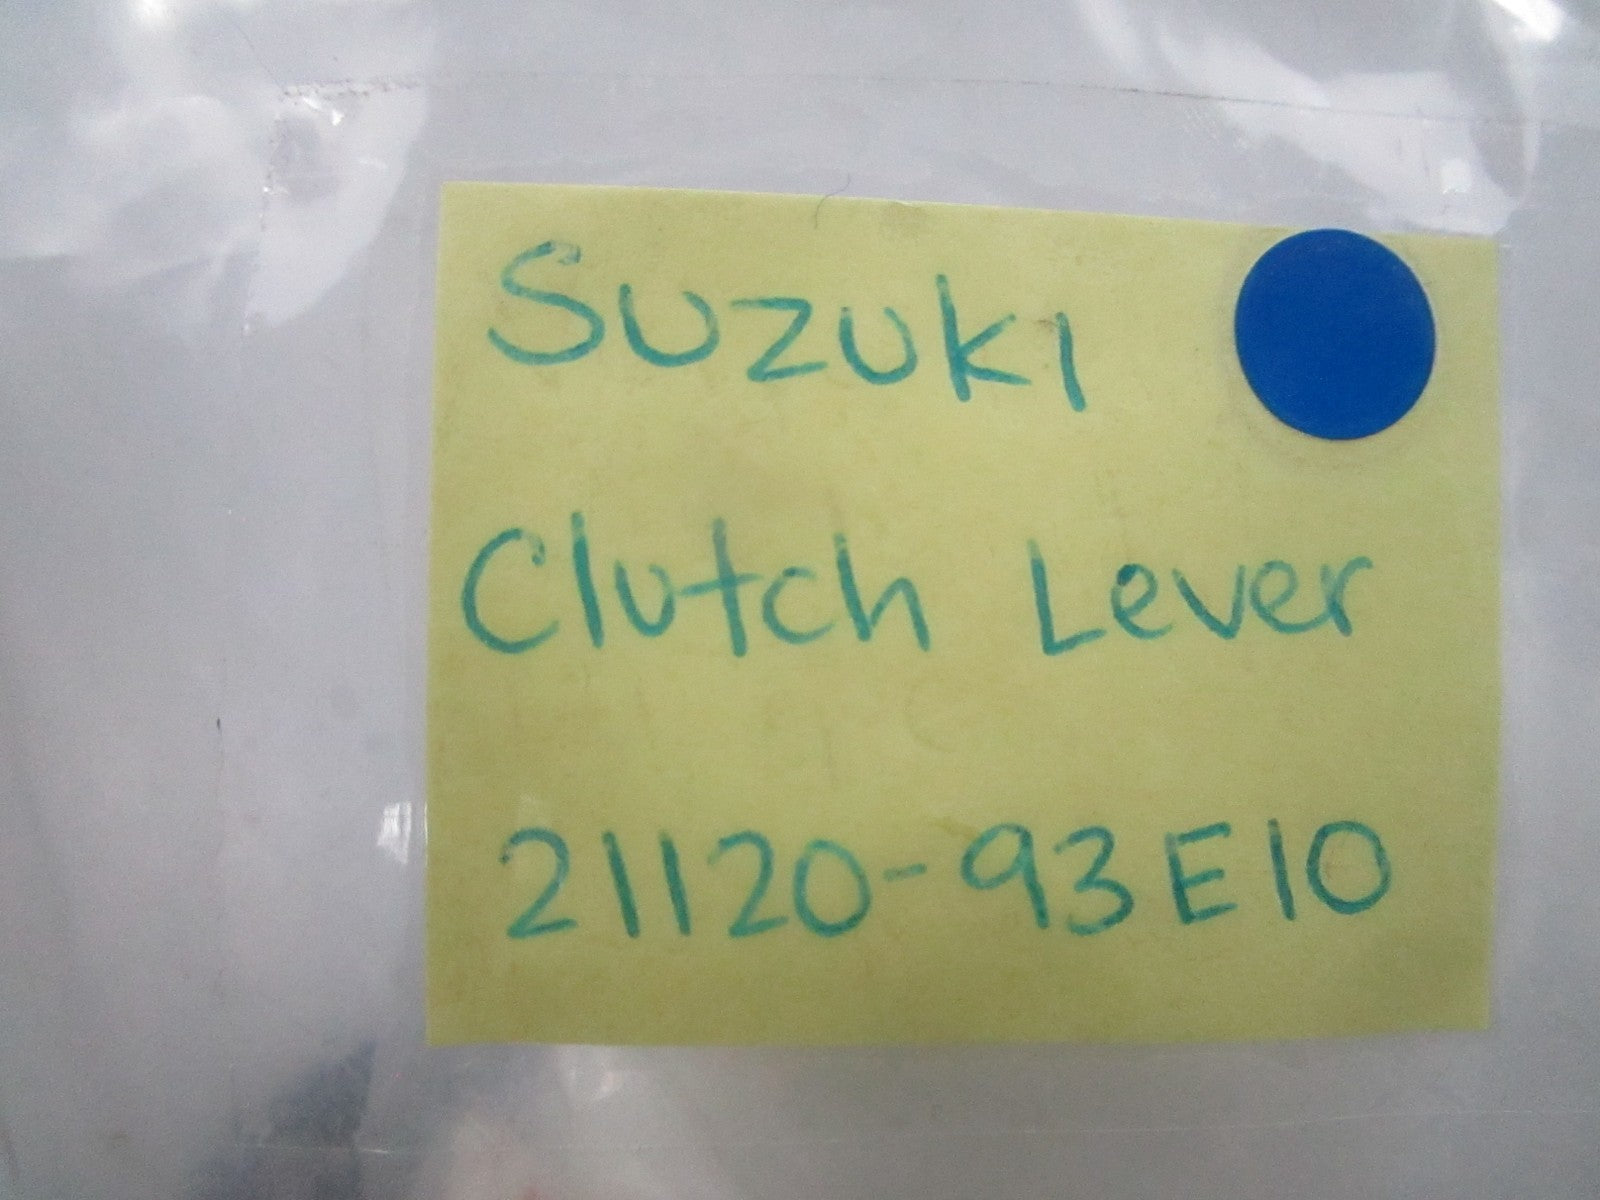 Suzuki
Clutch Lever
21120-93E10